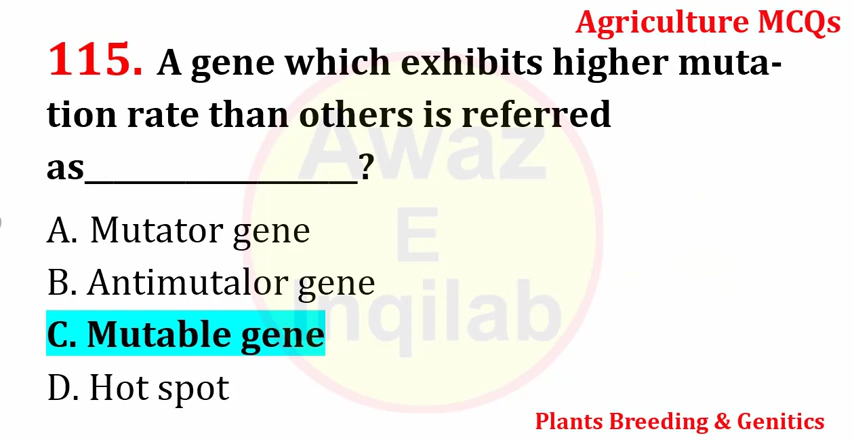 Agriculture MCQs
115. A gene which exhibits higher muta-
tion rate than others is referred
as___________________?
A. Mutator gene
B. Antimutalor gene
C. Mutable gene
D. Hot spot
Awaz
E
Inqilab
Plants Breeding & Genitics